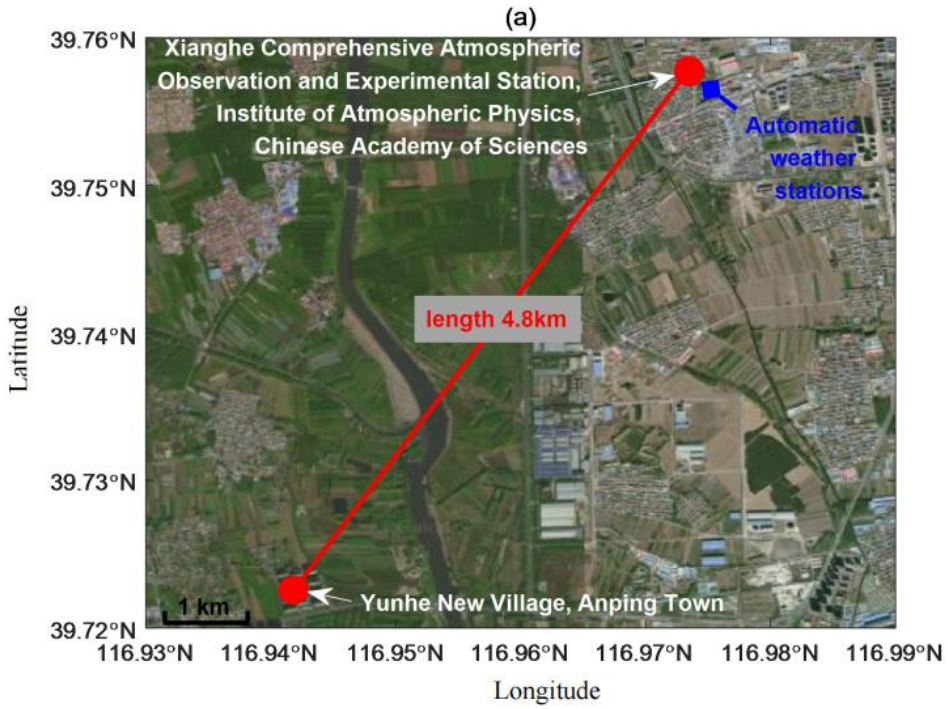 (a)
39.76°N
Xianghe Comprehensive Atmospheric
Observation and Experimental Station,
Institute of Atmospheric Physics,
Chinese Academy of Sciences
Automatic
weather
stations
39.75°N
length 4.8km
39.74°N
Latitude
39.73°N
Yunhe New Village, Anping Town
1 km
39.72°N
116.93°N 116.94°N 116.95°N 116.96°N 116.97°N 116.98°N 116.99°N
Longitude